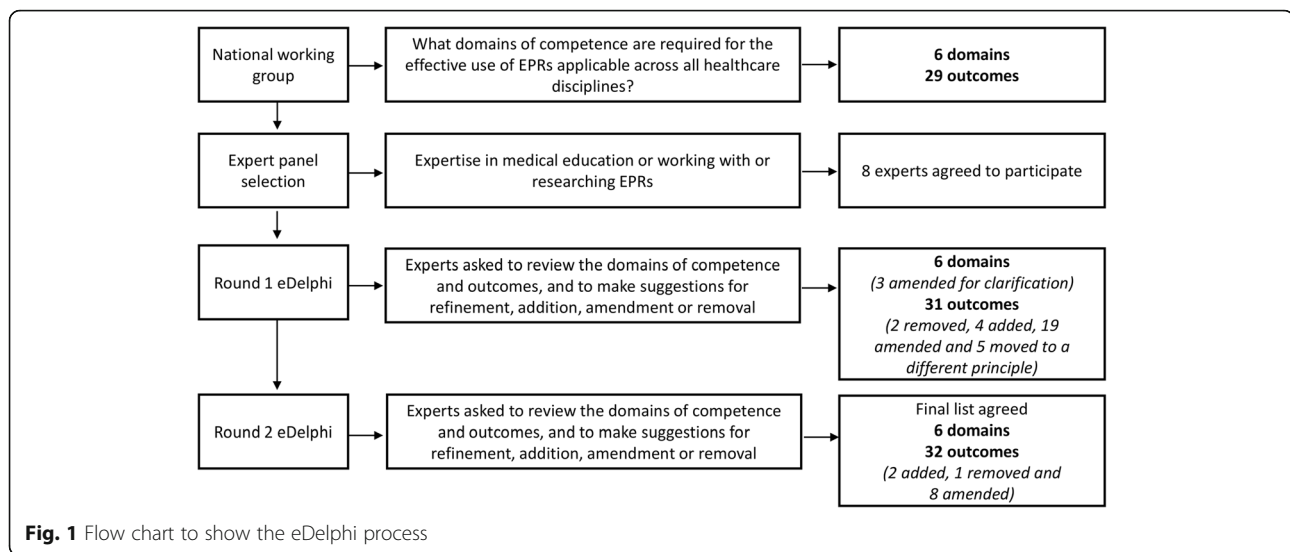 National working
group
What domains of competence are required for the
effective use of EPRs applicable across all healthcare
disciplines?
6 domains
29 outcomes
Expert panel
selection
Expertise in medical education or working with or
researching EPRs
8 experts agreed to participate
Round 1 eDelphi
Experts asked to review the domains of competence
and outcomes, and to make suggestions for
refinement, addition, amendment or removal
6 domains
(3 amended for clarification)
31 outcomes
(2 removed, 4 added, 19
amended and 5 moved to a
different principle)
Round 2 eDelphi
Experts asked to review the domains of competence
and outcomes, and to make suggestions for
refinement, addition, amendment or removal
Final list agreed
6 domains
32 outcomes
(2 added, 1 removed and
8 amended)
Fig. 1 Flow chart to show the eDelphi process